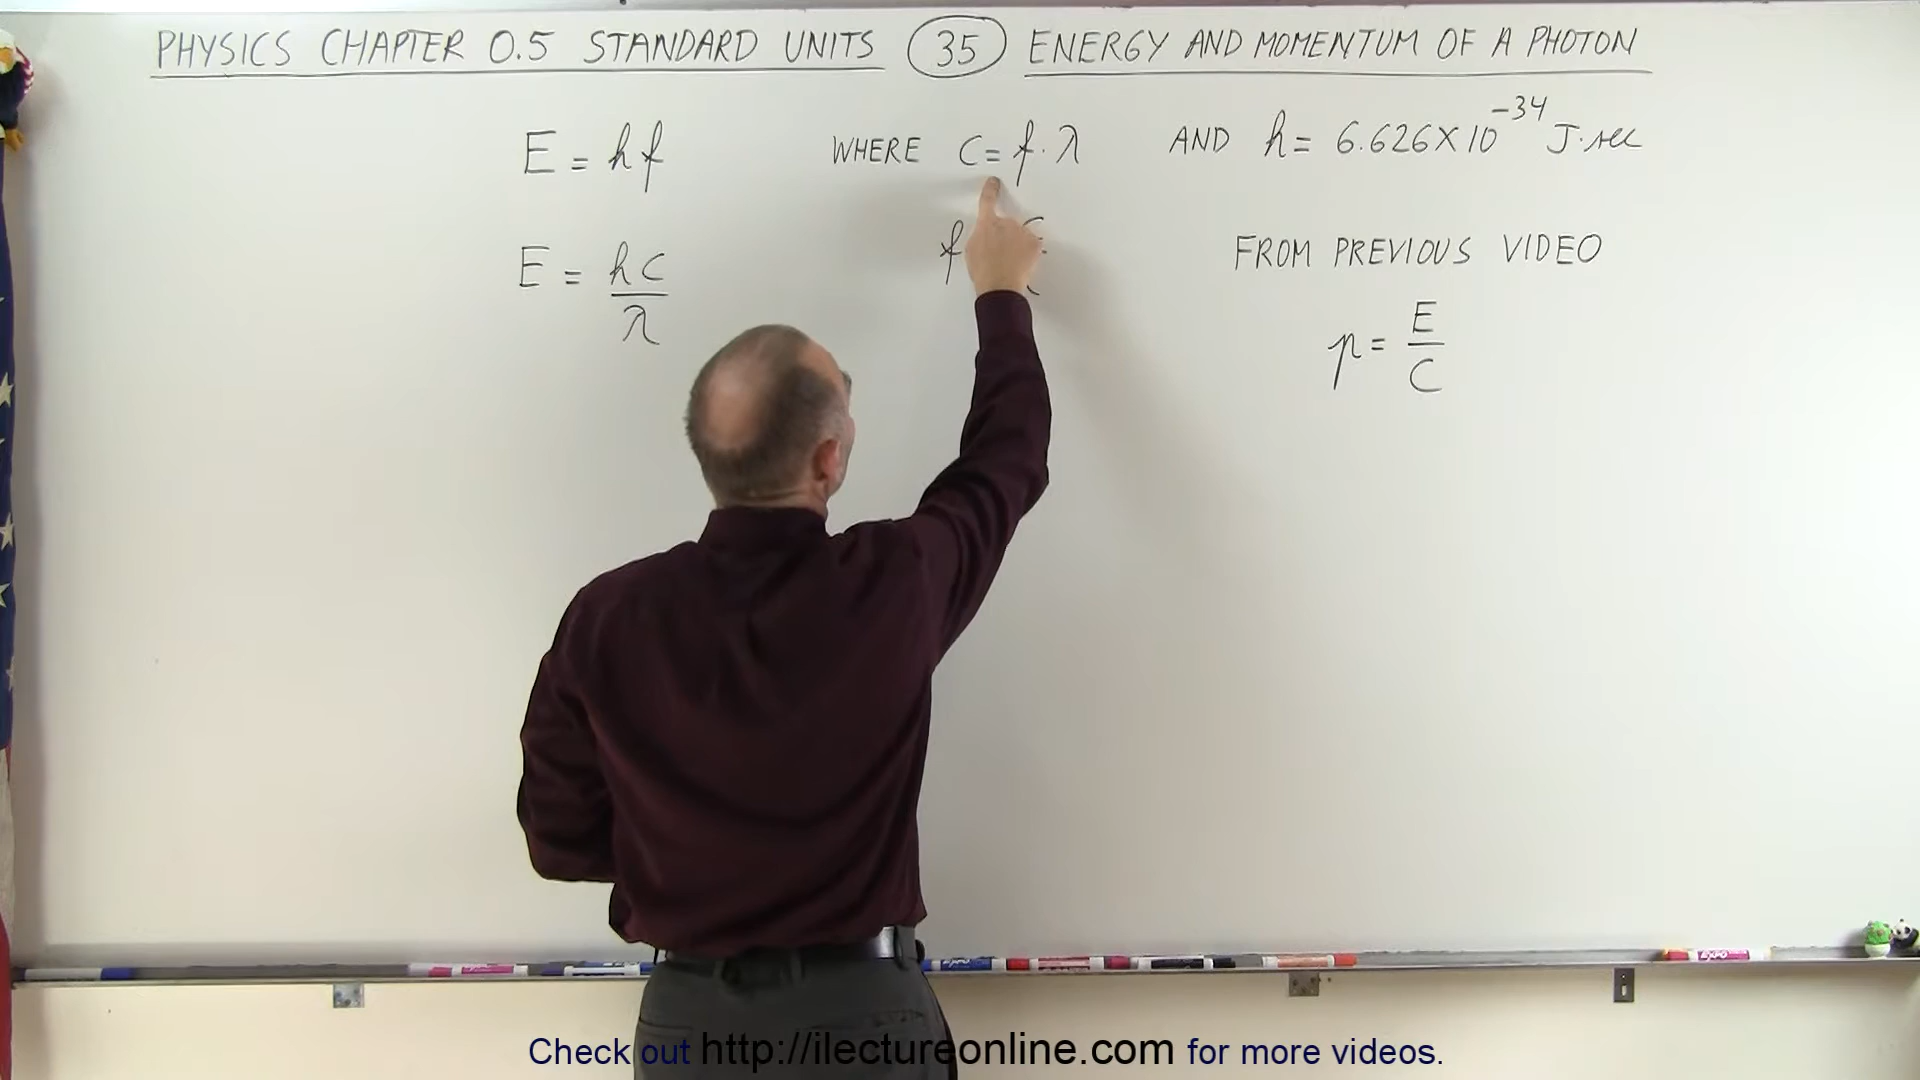 PHYSICS CHAPTER 0.5 STANDARD UNITS 35 ENERGY AND MOMENTUM OF A PHOTON
E = hf WHERE C = f·λ AND h = 6.626×10⁻³⁴ J·sec
f
E = hc/λ
FROM PREVIOUS VIDEO
p = E/C
EXPO
Check out http://ilectureonline.com for more videos.